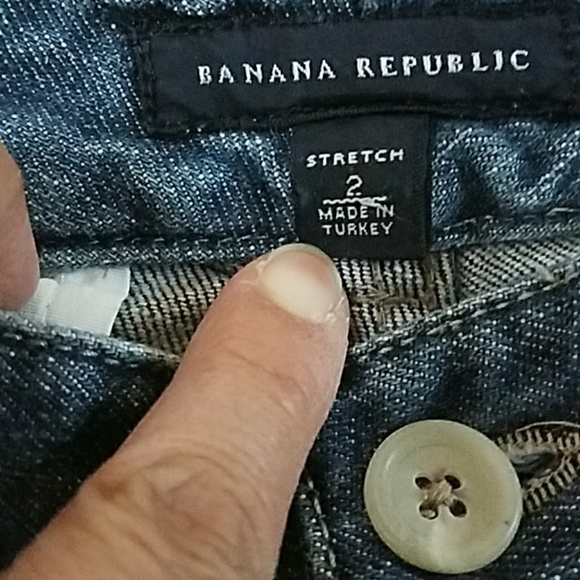 BANANA REPUBLIC
STRETCH
2
MADE IN
TURKEY